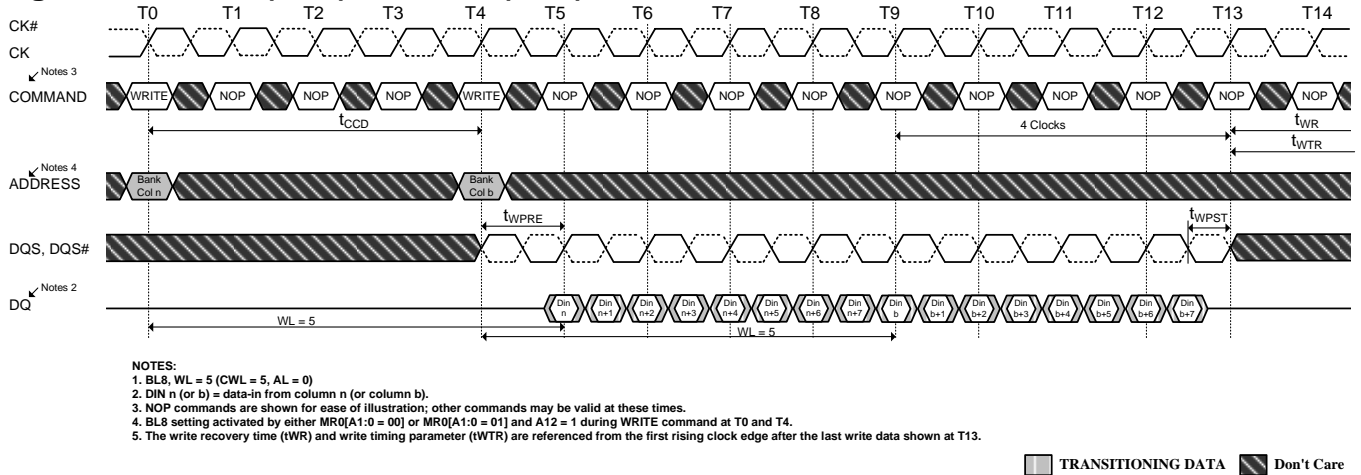 T0 T1 T2 T3 T4 T5 T6 T7 T8 T9 T10 T11 T12 T13 T14
CK#
CK
Notes 3
COMMAND WRITE NOP NOP NOP WRITE NOP NOP NOP NOP NOP NOP NOP NOP NOP NOP
tCCD 4 Clocks tWR
tWTR
Notes 4
ADDRESS Bank Col n Bank Col b
tWPRE tWPST
DQS, DQS#
Notes 2
DQ Din n Din n+1 Din n+2 Din n+3 Din n+4 Din n+5 Din n+6 Din n+7 Din b Din b+1 Din b+2 Din b+3 Din b+4 Din b+5 Din b+6 Din b+7
WL = 5 WL = 5
NOTES:
1. BL8, WL = 5 (CWL = 5, AL = 0)
2. DIN n (or b) = data-in from column n (or column b).
3. NOP commands are shown for ease of illustration; other commands may be valid at these times.
4. BL8 setting activated by either MR0[A1:0 = 00] or MR0[A1:0 = 01] and A12 = 1 during WRITE command at T0 and T4.
5. The write recovery time (tWR) and write timing parameter (tWTR) are referenced from the first rising clock edge after the last write data shown at T13.
TRANSITIONING DATA Don't Care